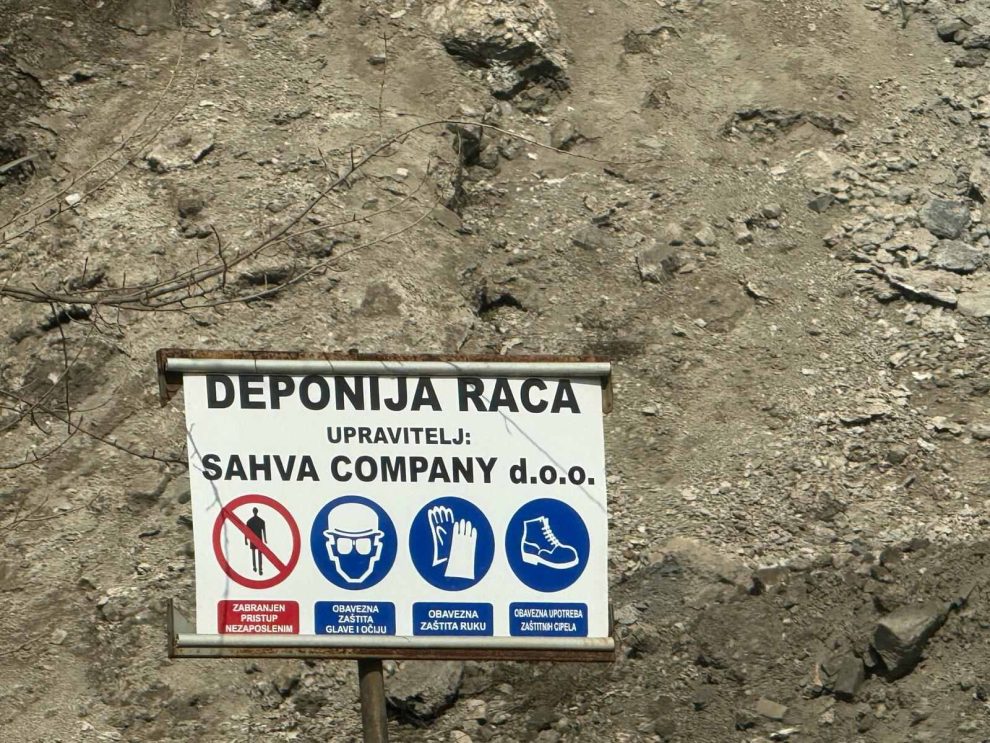 DEPONIJA RACA
UPRAVITELJ:
SAHVA COMPANY d.o.o.
ZABRANJEN
PRISTUP
NEZAPOSLENIM
OBAVEZNA
ZAŠTITA
GLAVE I OČIJU
OBAVEZNA
ZAŠTITA RUKU
OBAVEZNA UPOTREBA
ZAŠTITNIH CIPELA